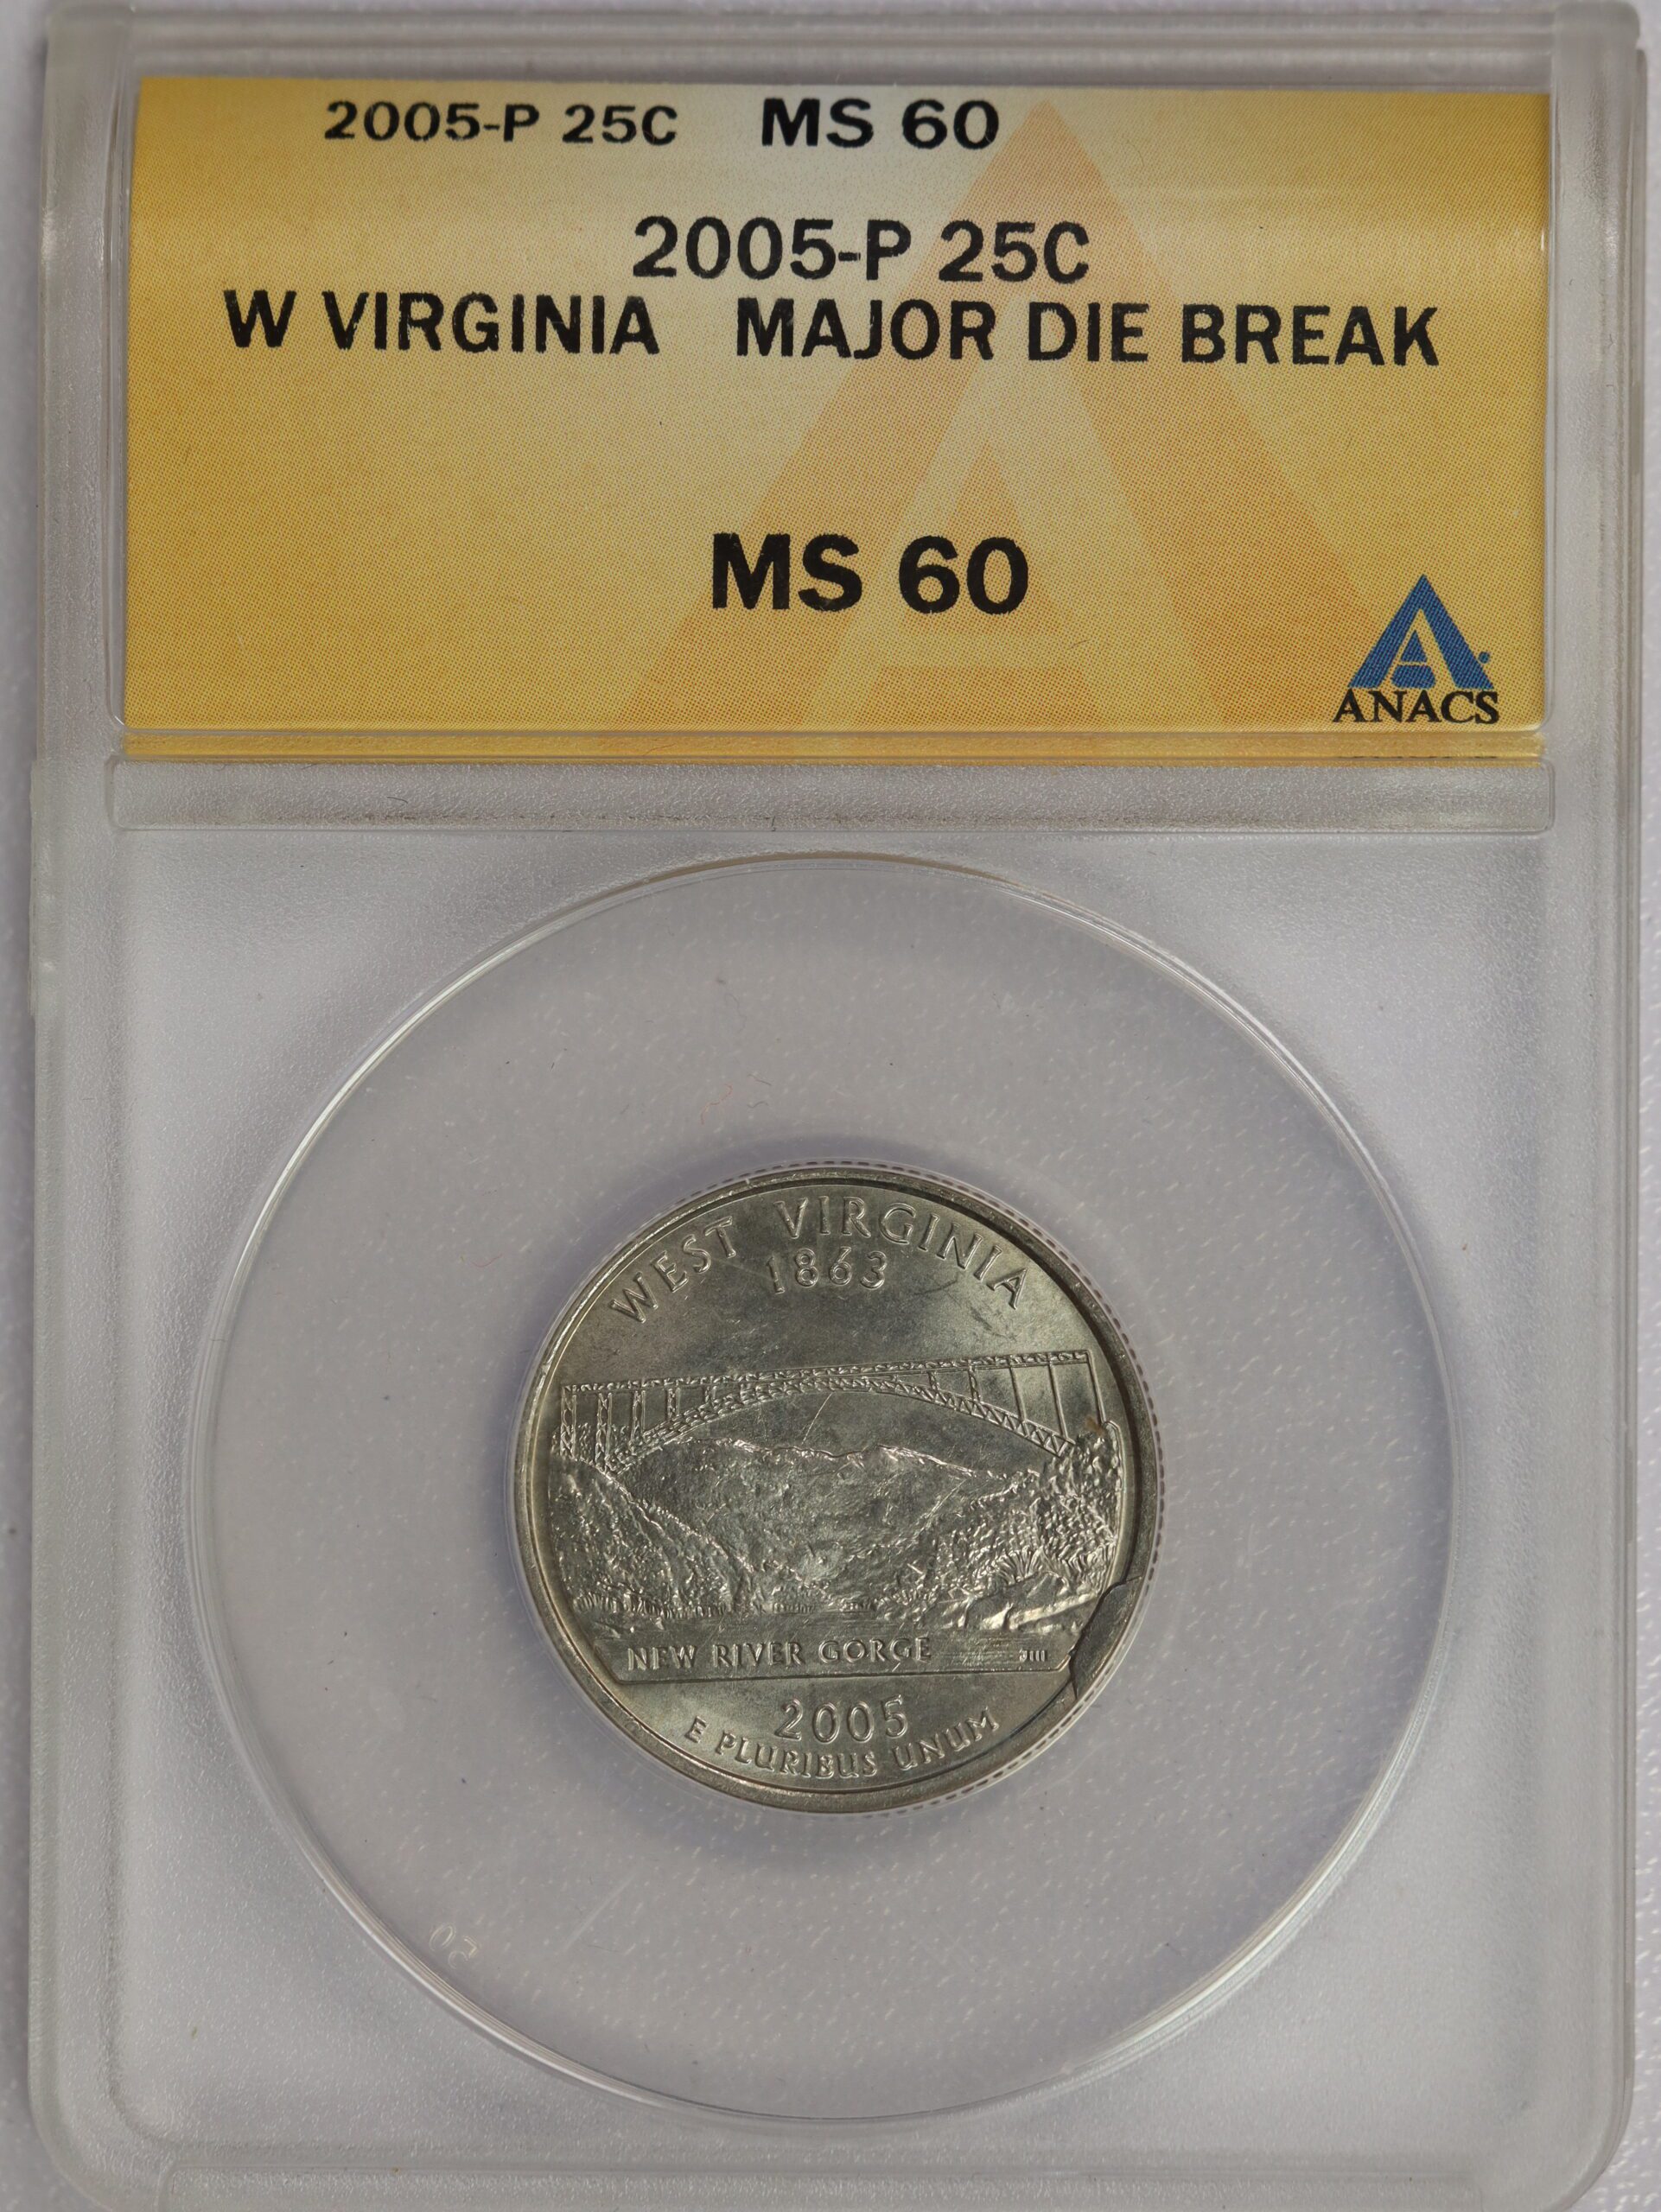 2005-P 25C MS 60
2005-P 25C
W VIRGINIA MAJOR DIE BREAK
MS 60
ANACS
WEST VIRGINIA
1863
NEW RIVER GORGE
2005
E PLURIBUS UNUM